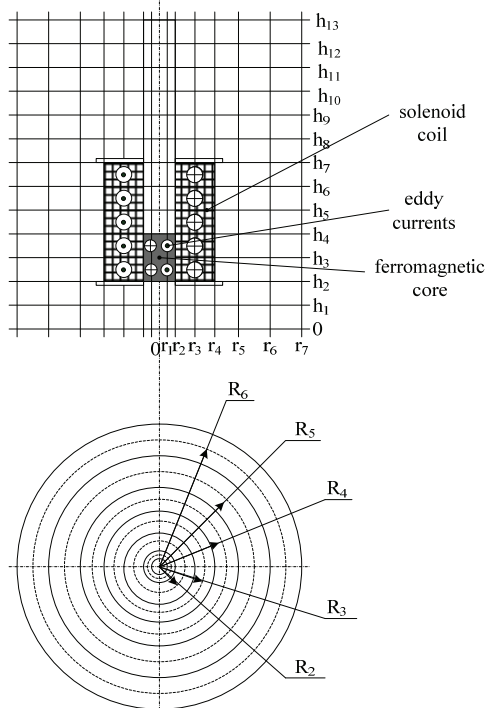 h₁₃
h₁₂
h₁₁
h₁₀
h₉
h₈
h₇
h₆
h₅
h₄
h₃
h₂
h₁
0
solenoid
coil
eddy
currents
ferromagnetic
core
0 r₁ r₂ r₃ r₄ r₅ r₆ r₇
R₆
R₅
R₄
R₃
R₂